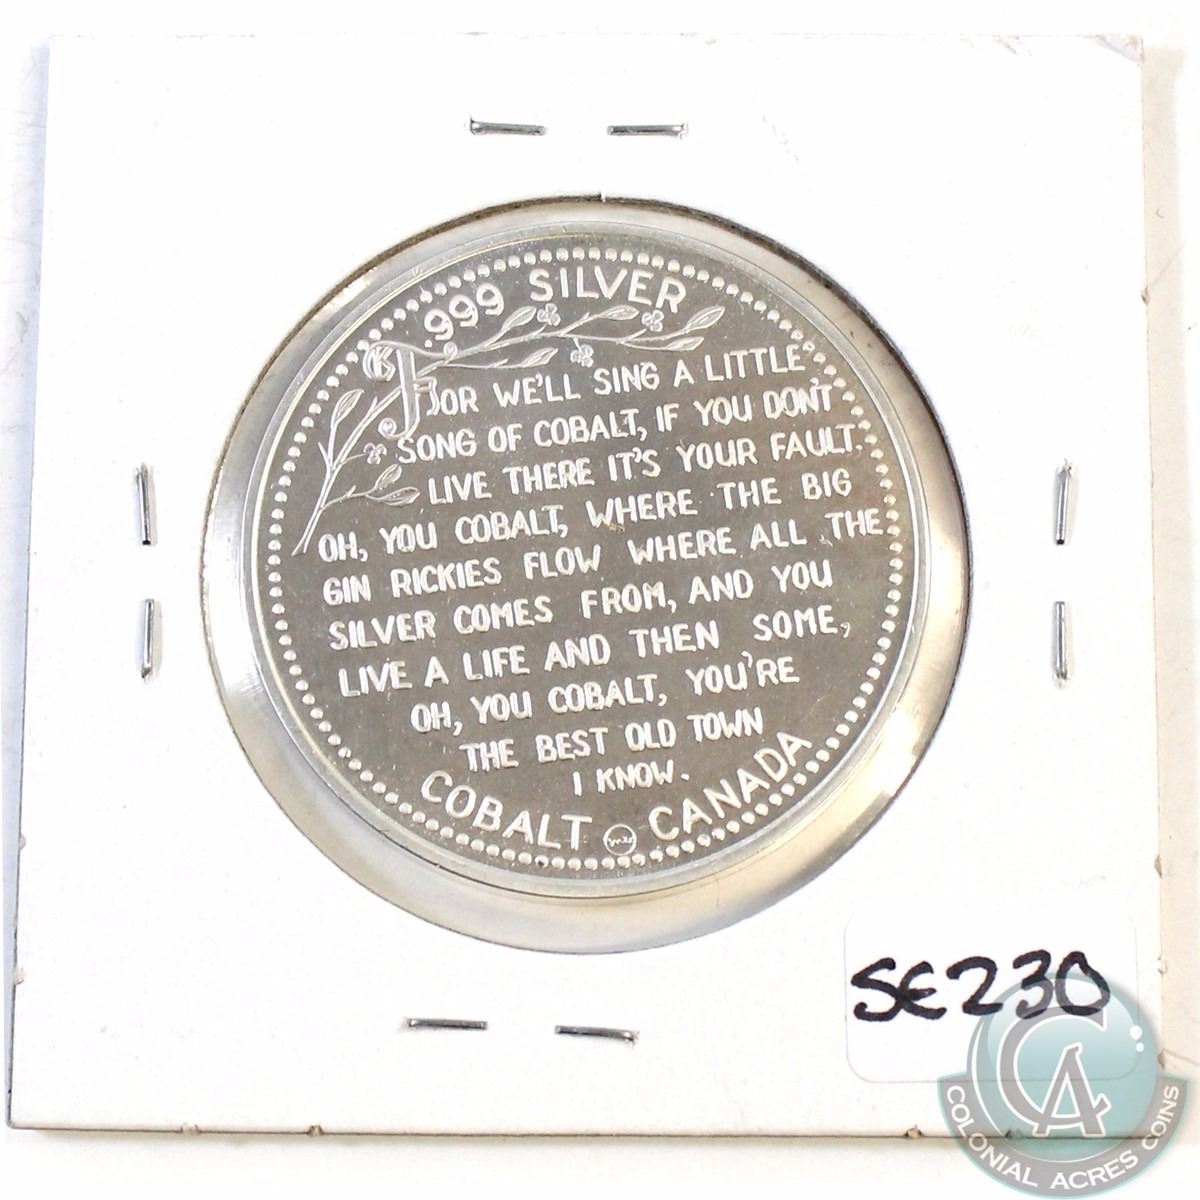 .999 SILVER
FOR WE'LL SING A LITTLE
SONG OF COBALT, IF YOU DON'T
LIVE THERE IT'S YOUR FAULT.
OH, YOU COBALT, WHERE THE BIG
GIN RICKIES FLOW WHERE ALL THE
SILVER COMES FROM, AND YOU
LIVE A LIFE AND THEN SOME,
OH, YOU COBALT, YOU'RE
THE BEST OLD TOWN
I KNOW.
COBALT CANADA
SE230
CA
COLONIAL ACRES COINS